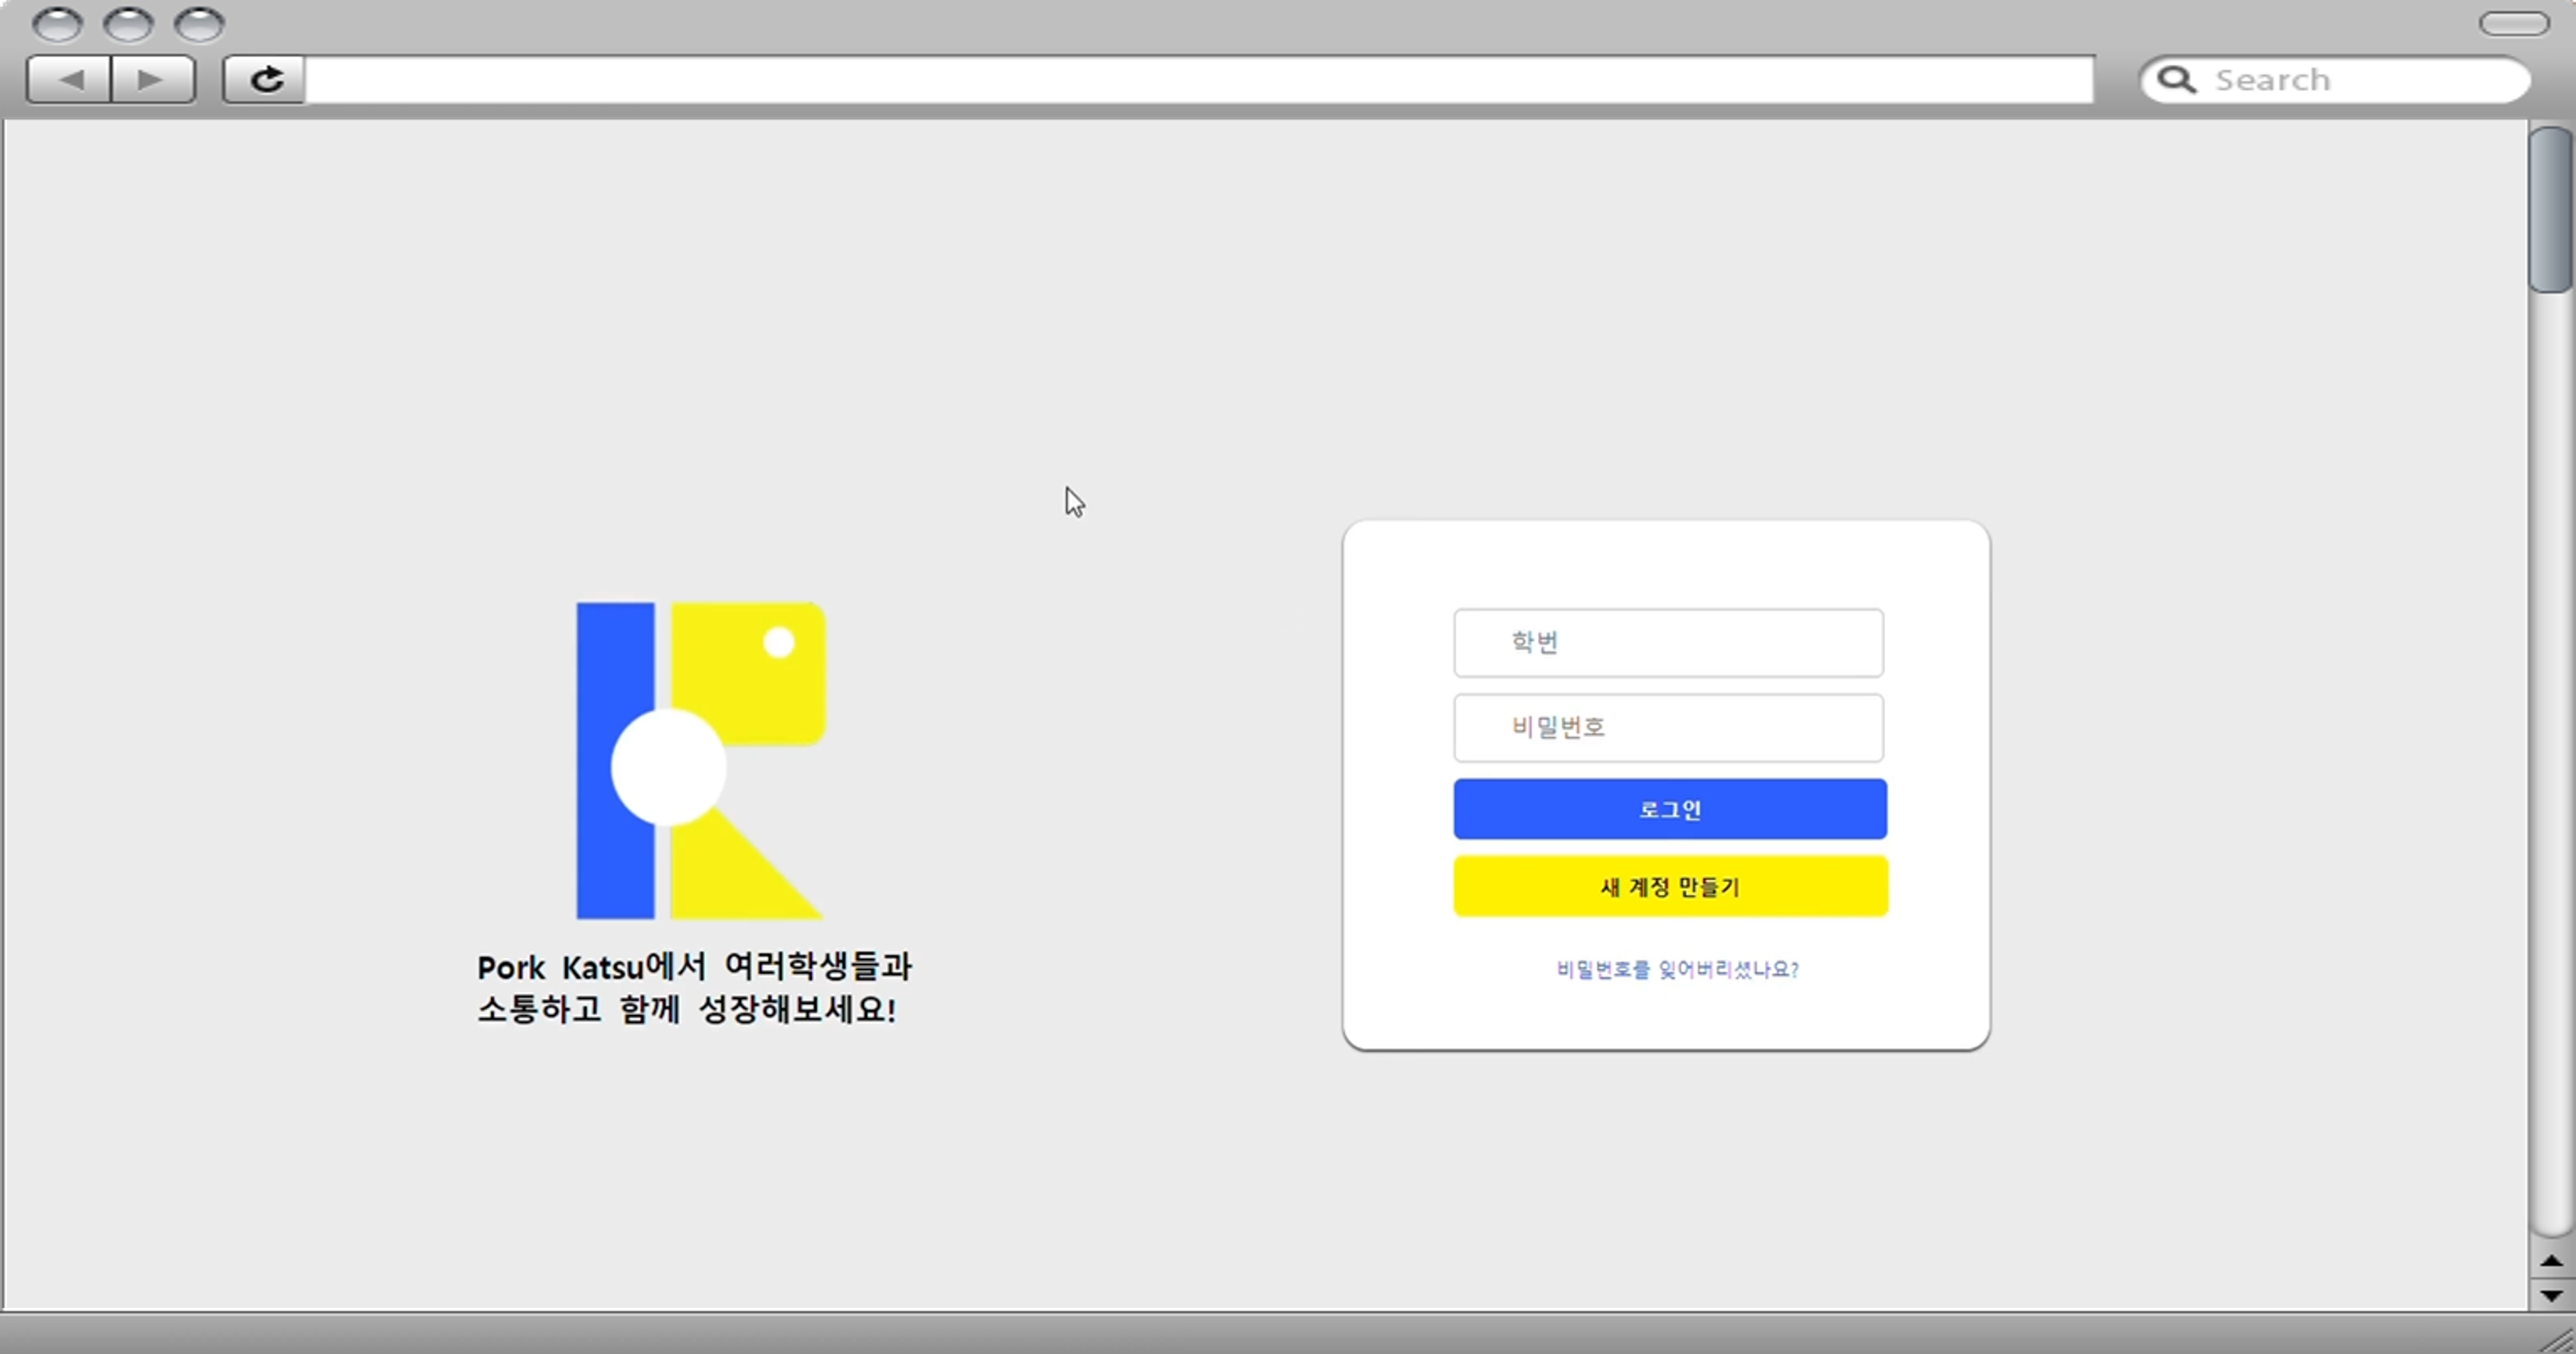 Search
Pork Katsu에서 여러학생들과
소통하고 함께 성장해보세요!
학번
비밀번호
로그인
새 계정 만들기
비밀번호를 잊어버리셨나요?